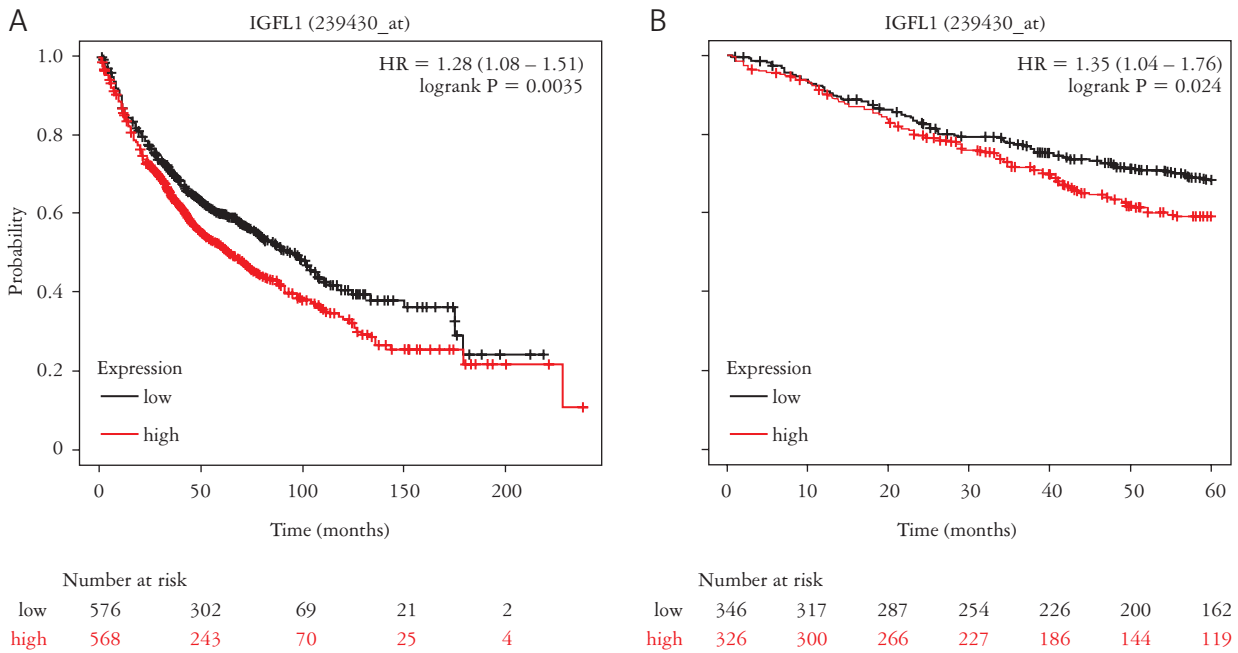 A
IGFL1 (239430_at)
HR = 1.28 (1.08 – 1.51)
logrank P = 0.0035
Probability
1.0
0.8
0.6
0.4
0.2
0
Expression
low
high
0 50 100 150 200
Time (months)
Number at risk
low 576 302 69 21 2
high 568 243 70 25 4
B
IGFL1 (239430_at)
HR = 1.35 (1.04 – 1.76)
logrank P = 0.024
Expression
low
high
0 10 20 30 40 50 60
Time (months)
Number at risk
low 346 317 287 254 226 200 162
high 326 300 266 227 186 144 119